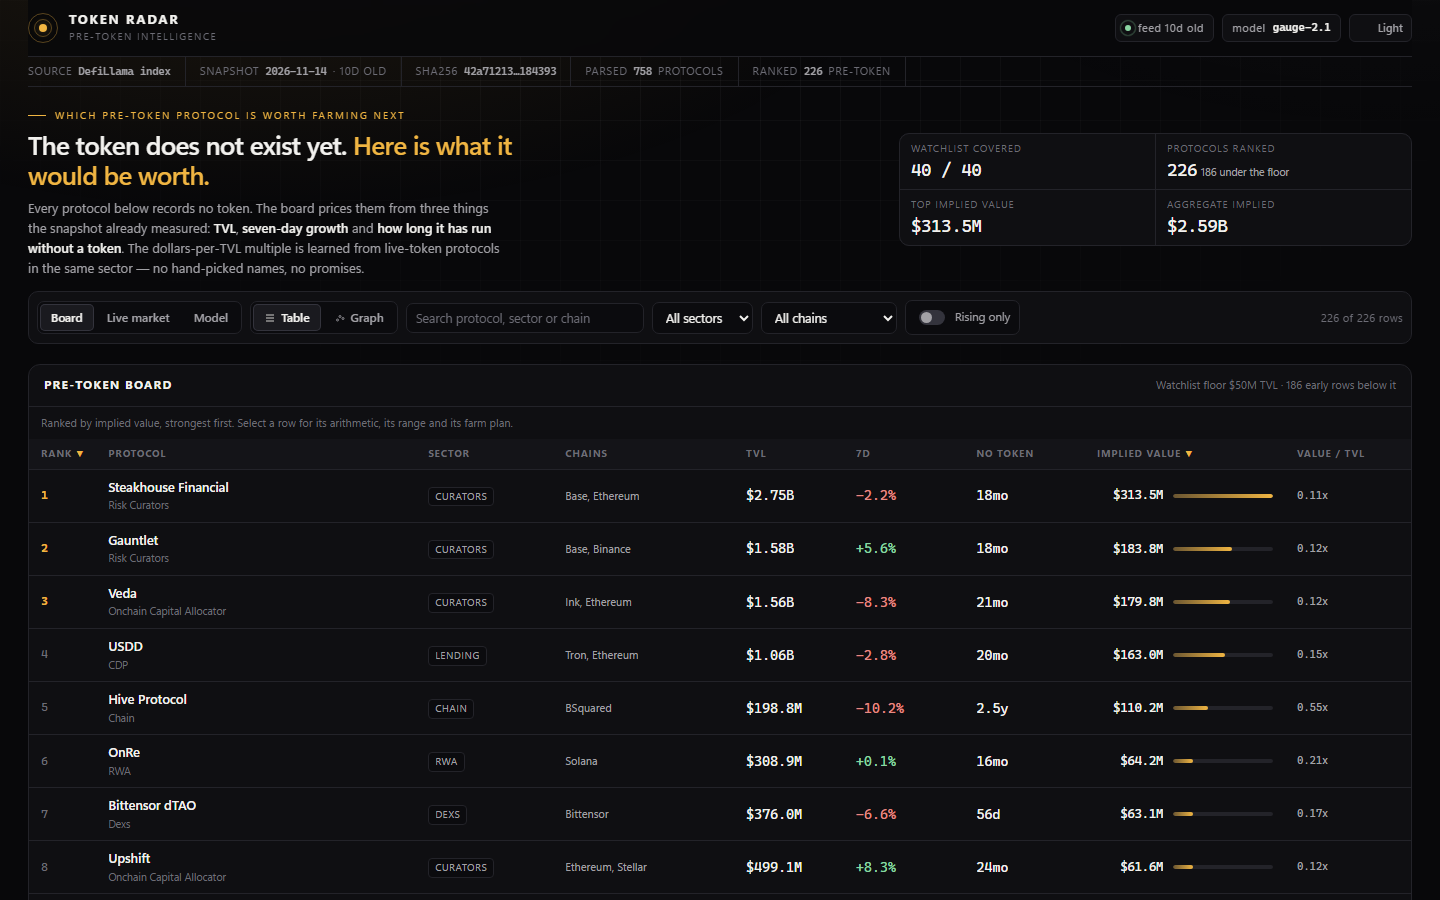 TOKEN RADAR
PRE-TOKEN INTELLIGENCE
feed 10d old
model gauge-2.1
Light
SOURCE DefiLlama index
SNAPSHOT 2026-11-14 · 10D OLD
SHA256 42a71213…184393
PARSED 758 PROTOCOLS
RANKED 226 PRE-TOKEN
WHICH PRE-TOKEN PROTOCOL IS WORTH FARMING NEXT
The token does not exist yet. Here is what it
would be worth.
Every protocol below records no token. The board prices them from three things
the snapshot already measured: TVL, seven-day growth and how long it has run
without a token. The dollars-per-TVL multiple is learned from live-token protocols
in the same sector — no hand-picked names, no promises.
WATCHLIST COVERED
40 / 40
PROTOCOLS RANKED
226 186 under the floor
TOP IMPLIED VALUE
$313.5M
AGGREGATE IMPLIED
$2.59B
Board Live market Model
Table Graph
Search protocol, sector or chain
All sectors
All chains
Rising only
226 of 226 rows
PRE-TOKEN BOARD
Watchlist floor $50M TVL · 186 early rows below it
Ranked by implied value, strongest first. Select a row for its arithmetic, its range and its farm plan.
RANK ▼ PROTOCOL SECTOR CHAINS TVL 7D NO TOKEN IMPLIED VALUE ▼ VALUE / TVL
1 Steakhouse Financial CURATORS Base, Ethereum $2.75B −2.2% 18mo $313.5M 0.11x
Risk Curators
2 Gauntlet CURATORS Base, Binance $1.58B +5.6% 18mo $183.8M 0.12x
Risk Curators
3 Veda CURATORS Ink, Ethereum $1.56B −8.3% 21mo $179.8M 0.12x
Onchain Capital Allocator
4 USDD LENDING Tron, Ethereum $1.06B −2.8% 20mo $163.0M 0.15x
CDP
5 Hive Protocol CHAIN BSquared $198.8M −10.2% 2.5y $110.2M 0.55x
Chain
6 OnRe RWA Solana $308.9M +0.1% 16mo $64.2M 0.21x
RWA
7 Bittensor dTAO DEXS Bittensor $376.0M −6.6% 56d $63.1M 0.17x
Dexs
8 Upshift CURATORS Ethereum, Stellar $499.1M +8.3% 24mo $61.6M 0.12x
Onchain Capital Allocator